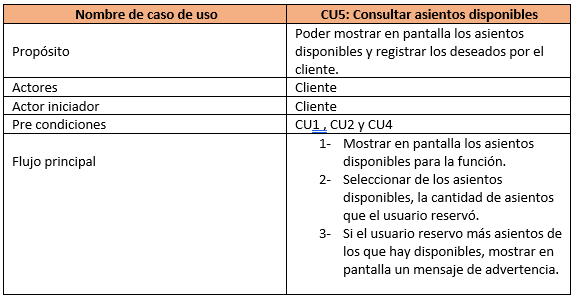 Nombre de caso de uso
CU5: Consultar asientos disponibles
Propósito
Poder mostrar en pantalla los asientos
disponibles y registrar los deseados por el
cliente.
Actores
Cliente
Actor iniciador
Cliente
Pre condiciones
CU1 , CU2 y CU4
Flujo principal
1- Mostrar en pantalla los asientos
disponibles para la función.
2- Seleccionar de los asientos
disponibles, la cantidad de asientos
que el usuario reservó.
3- Si el usuario reservo más asientos de
los que hay disponibles, mostrar en
pantalla un mensaje de advertencia.